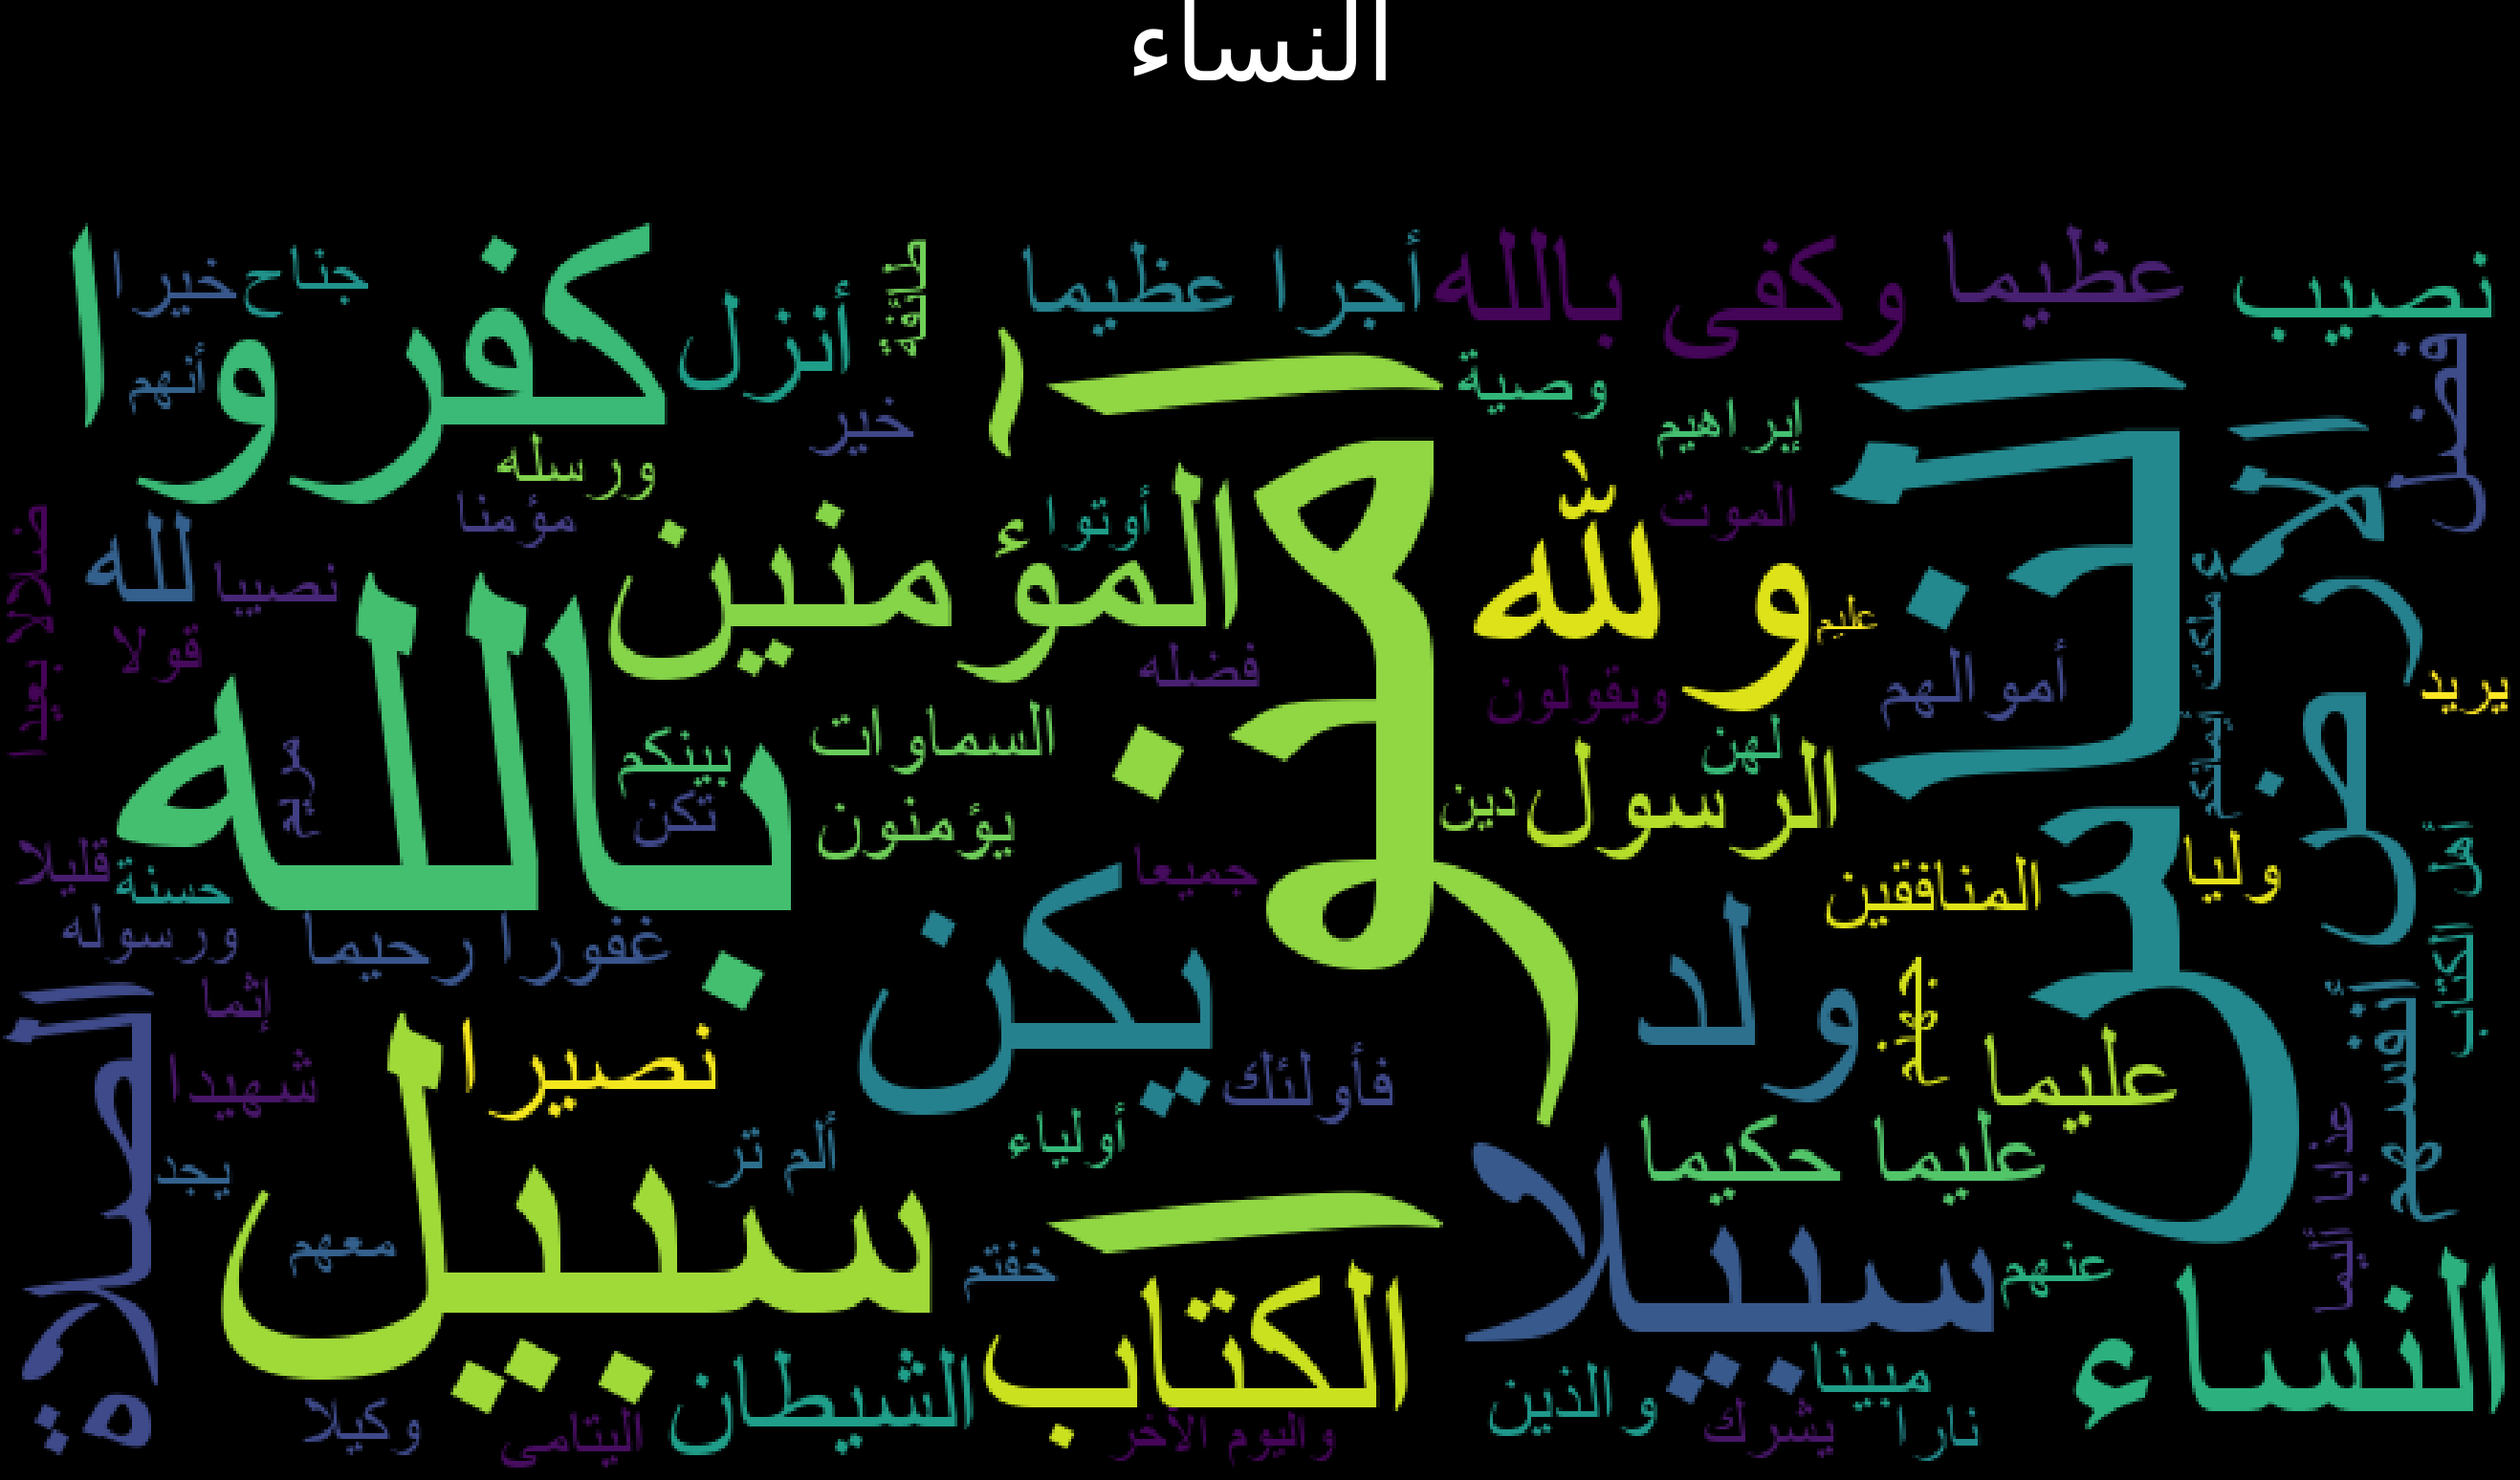 النساء
نصيب
عظيما
وكفى بالله
أجرا عظيما
طائفة
أنزل
كفروا
جناح
خيرا
أنهم
فضل
الأرض
وصية
إبراهيم
الموت
ولله
أوتوا
خير
ورسله
مؤمنا
المؤمنين
لله
نصيبا
ضلالا بعيدا
قولا
بالله
أنفسهم
الناس
ملكت أيمانكم
عليم
يريد
أموالهم
ويقولون
فضله
السماوات
بينكم
تكن
مريم
لهن
الرسول
دين
يؤمنون
وليا
المنافقين
جميعا
قليلا
حسنة
ورسوله
غفورا رحيما
أهل الكتاب
ولد
جهنم
يكن
إثما
الصلاة
نصيرا
شهيدا
عليما
فأولئك
أولياء
ألم تر
يجد
عليما حكيما
عذابا أليما
سبيلا
سبيل
معهم
خفتم
عنهم
النساء
الكتاب
الشيطان
مبينا
والذين
نارا
يشرك
واليوم الآخر
اليتامى
وكيلا